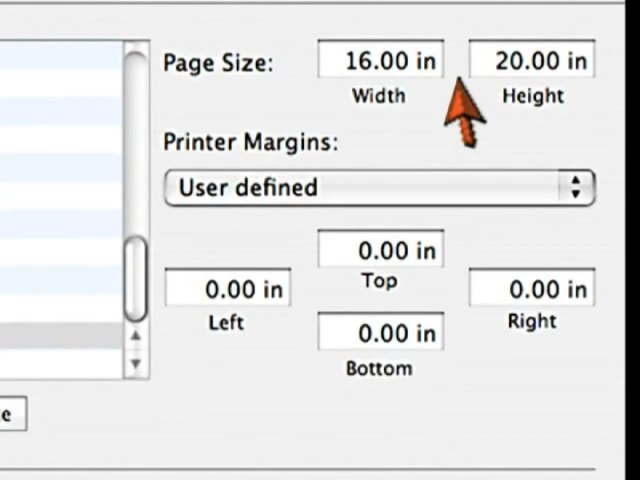 Page Size: 16.00 in 20.00 in
Width Height
Printer Margins:
User defined
0.00 in
Top
0.00 in 0.00 in
Left Right
0.00 in
Bottom
e